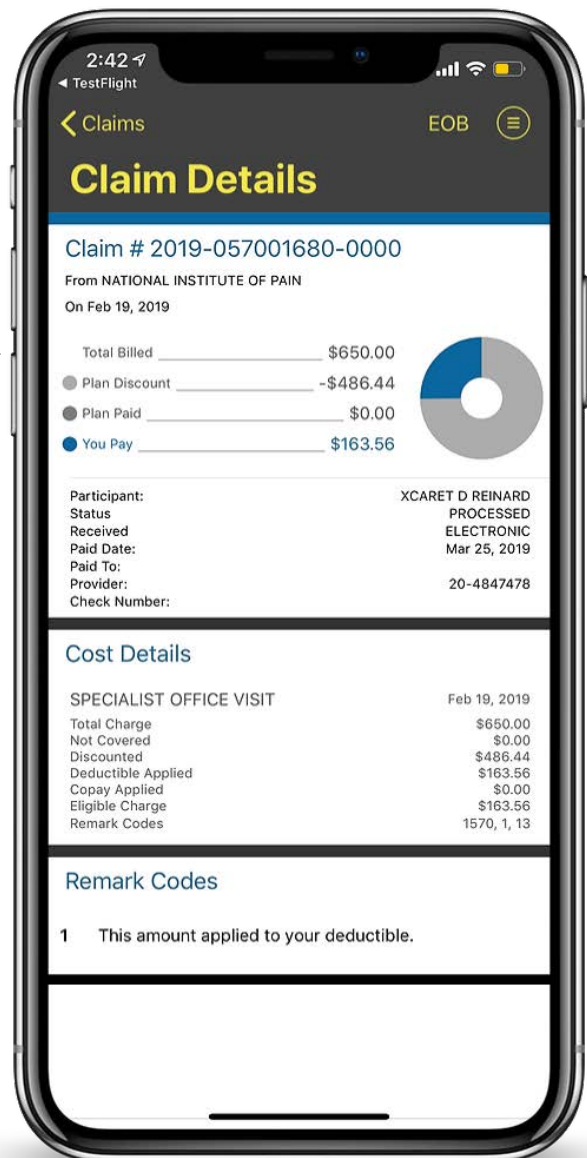 2:42
◀ TestFlight
Claims
EOB
Claim Details
Claim # 2019-057001680-0000
From NATIONAL INSTITUTE OF PAIN
On Feb 19, 2019
Total Billed $650.00
Plan Discount -$486.44
Plan Paid $0.00
You Pay $163.56
Participant: XCARET D REINARD
Status PROCESSED
Received ELECTRONIC
Paid Date: Mar 25, 2019
Paid To:
Provider: 20-4847478
Check Number:
Cost Details
SPECIALIST OFFICE VISIT Feb 19, 2019
Total Charge $650.00
Not Covered $0.00
Discounted $486.44
Deductible Applied $163.56
Copay Applied $0.00
Eligible Charge $163.56
Remark Codes 1570, 1, 13
Remark Codes
1 This amount applied to your deductible.